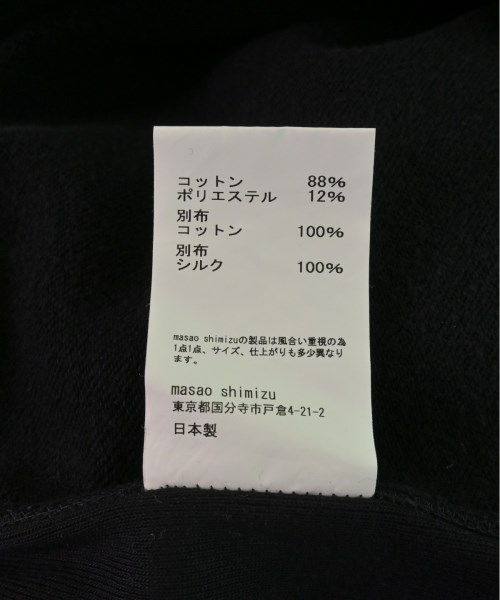 コットン 88%
ポリエステル 12%
別布
コットン 100%
別布
シルク 100%
masao shimizuの製品は風合い重視の為
1点1点、サイズ、仕上がりも多少異なり
ます。
masao shimizu
東京都国分寺市戸倉4-21-2
日本製